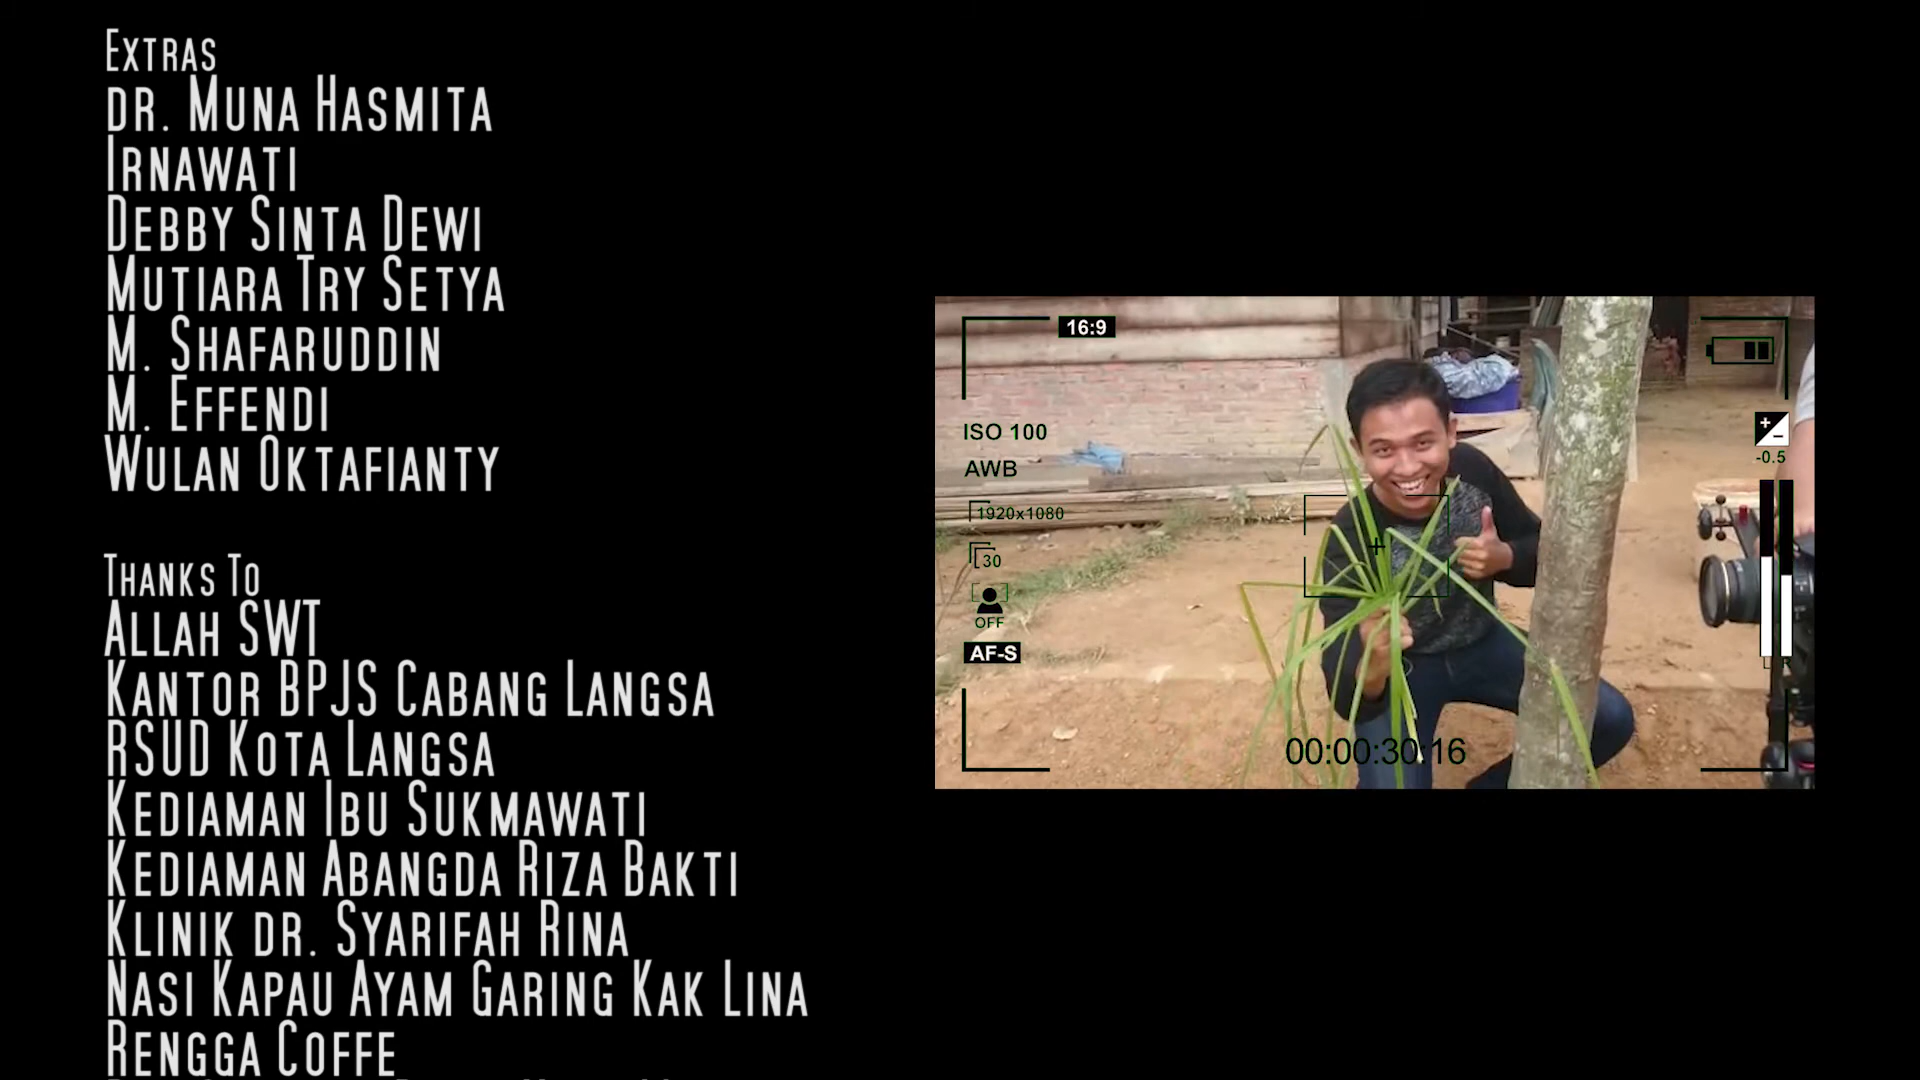 EXTRAS
DR. MUNA HASMITA
IRNAWATI
DEBBY SINTA DEWI
MUTIARA TRY SETYA
M. SHAFARUDDIN
M. EFFENDI
WULAN OKTAFIANTY
THANKS TO
ALLAH SWT
KANTOR BPJS CABANG LANGSA
RSUD KOTA LANGSA
KEDIAMAN IBU SUKMAWATI
KEDIAMAN ABANGDA RIZA BAKTI
KLINIK DR. SYARIFAH RINA
NASI KAPAU AYAM GARING KAK LINA
RENGGA COFFE
16:9
ISO 100
AWB
1920x1080
30
OFF
AF-S
-0.5
L R
00:00:30:16